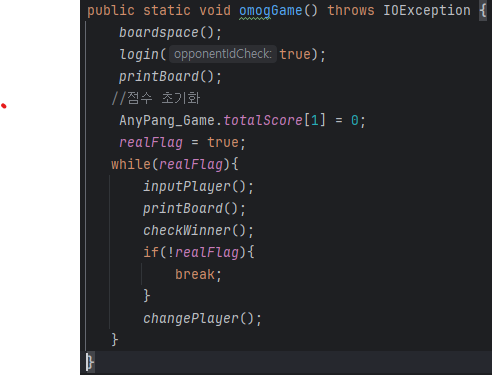 public static void omogGame() throws IOException {
boardspace();
login( opponentIdCheck: true);
printBoard();
//점수 초기화
AnyPang_Game.totalScore[1] = 0;
realFlag = true;
while(realFlag){
inputPlayer();
printBoard();
checkWinner();
if(!realFlag){
break;
}
changePlayer();
}
}